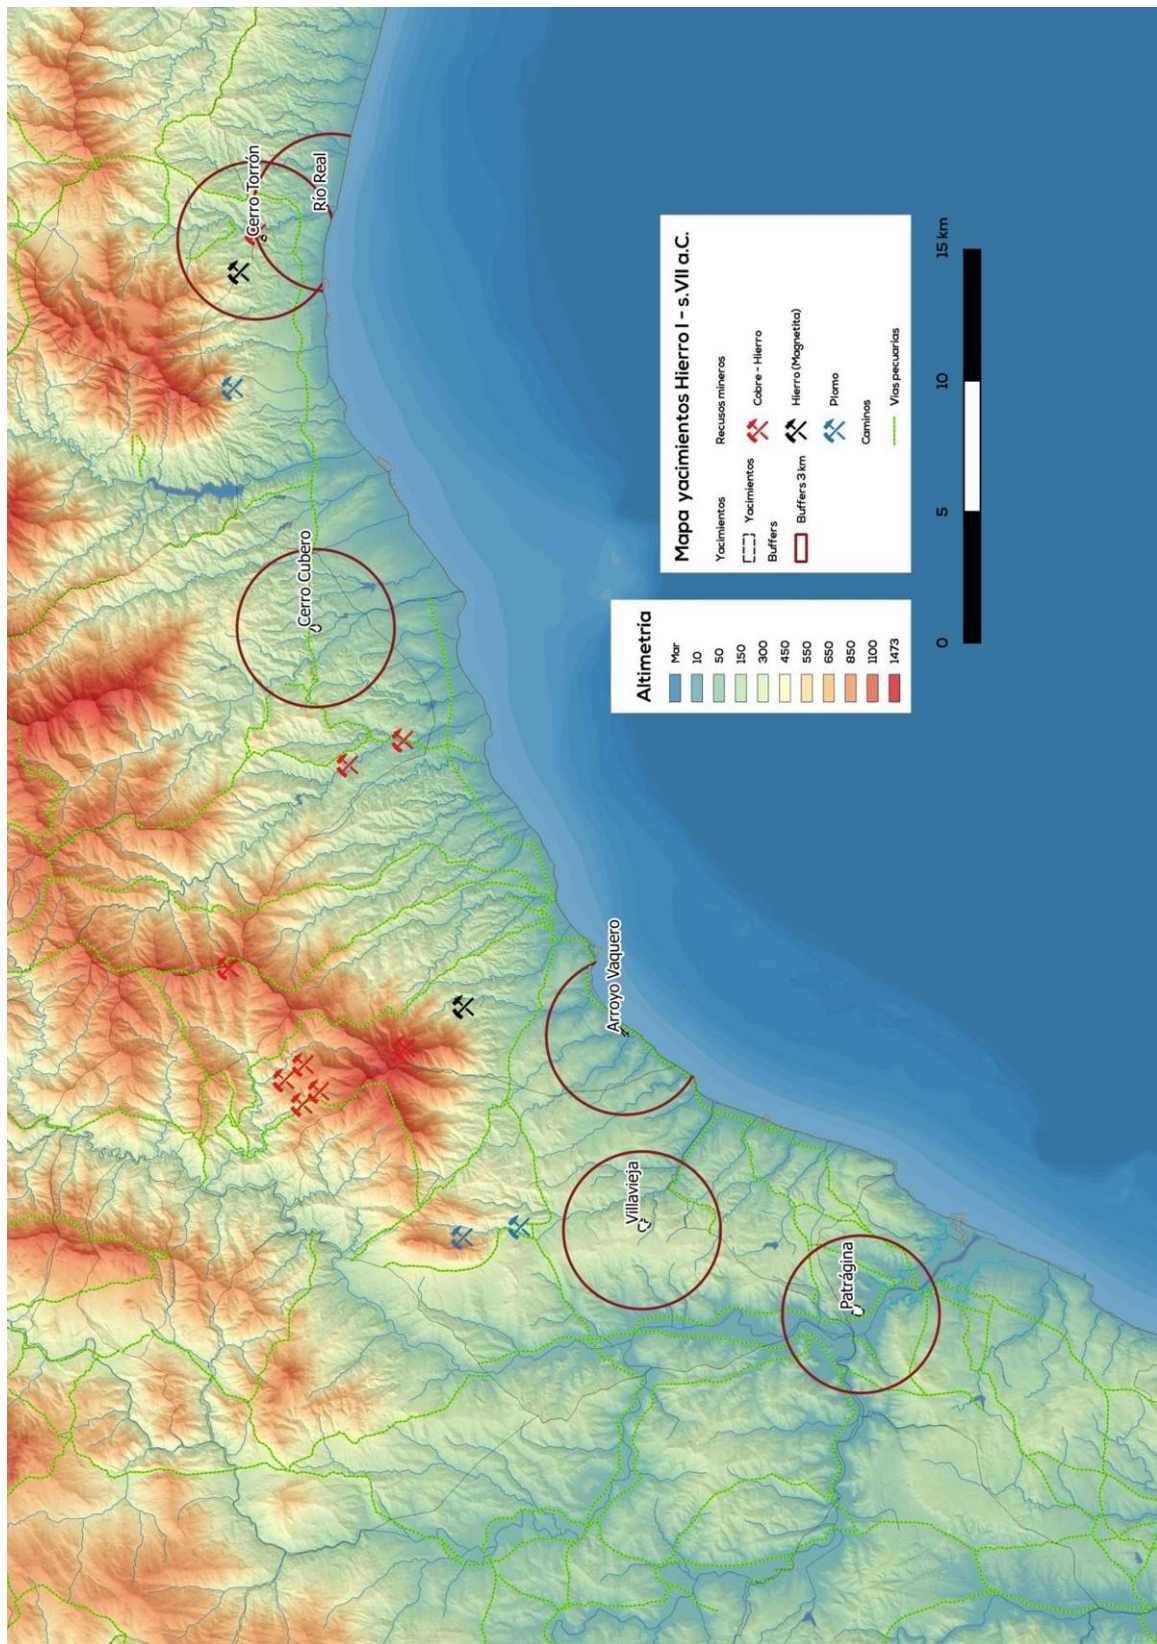 Cerro Torrón
Río Real
Cerro Cubero
Arroyo Vaquero
Villavieja
Patrágina
Altimetría
Mar
10
50
150
300
450
550
650
850
1100
1473
Mapa yacimientos Hierro I - s.VII a.C.
Yacimientos
Yacimientos
Buffers
Buffers 3 km
Recusos mineros
Cobre - Hierro
Hierro (Magnetita)
Plomo
Caminos
Vías pecuarias
0 5 10 15 km